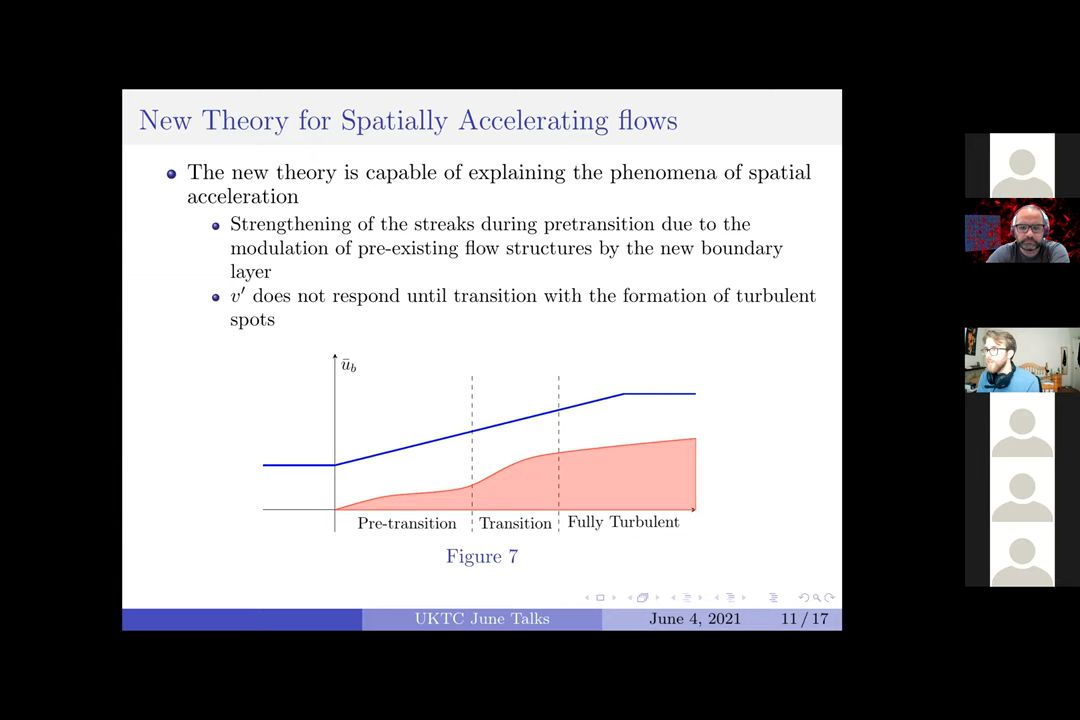 New Theory for Spatially Accelerating flows
The new theory is capable of explaining the phenomena of spatial
acceleration
Strengthening of the streaks during pretransition due to the
modulation of pre-existing flow structures by the new boundary
layer
v′ does not respond until transition with the formation of turbulent
spots
ū_b
Pre-transition Transition Fully Turbulent
Figure 7
UKTC June Talks June 4, 2021 11 / 17